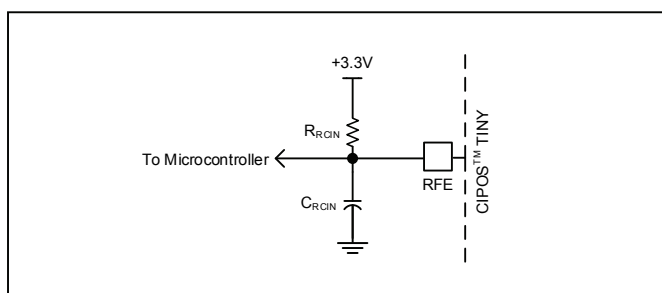 +3.3V
RRCIN
To Microcontroller
RFE
CRCIN
CIPOS™ TINY